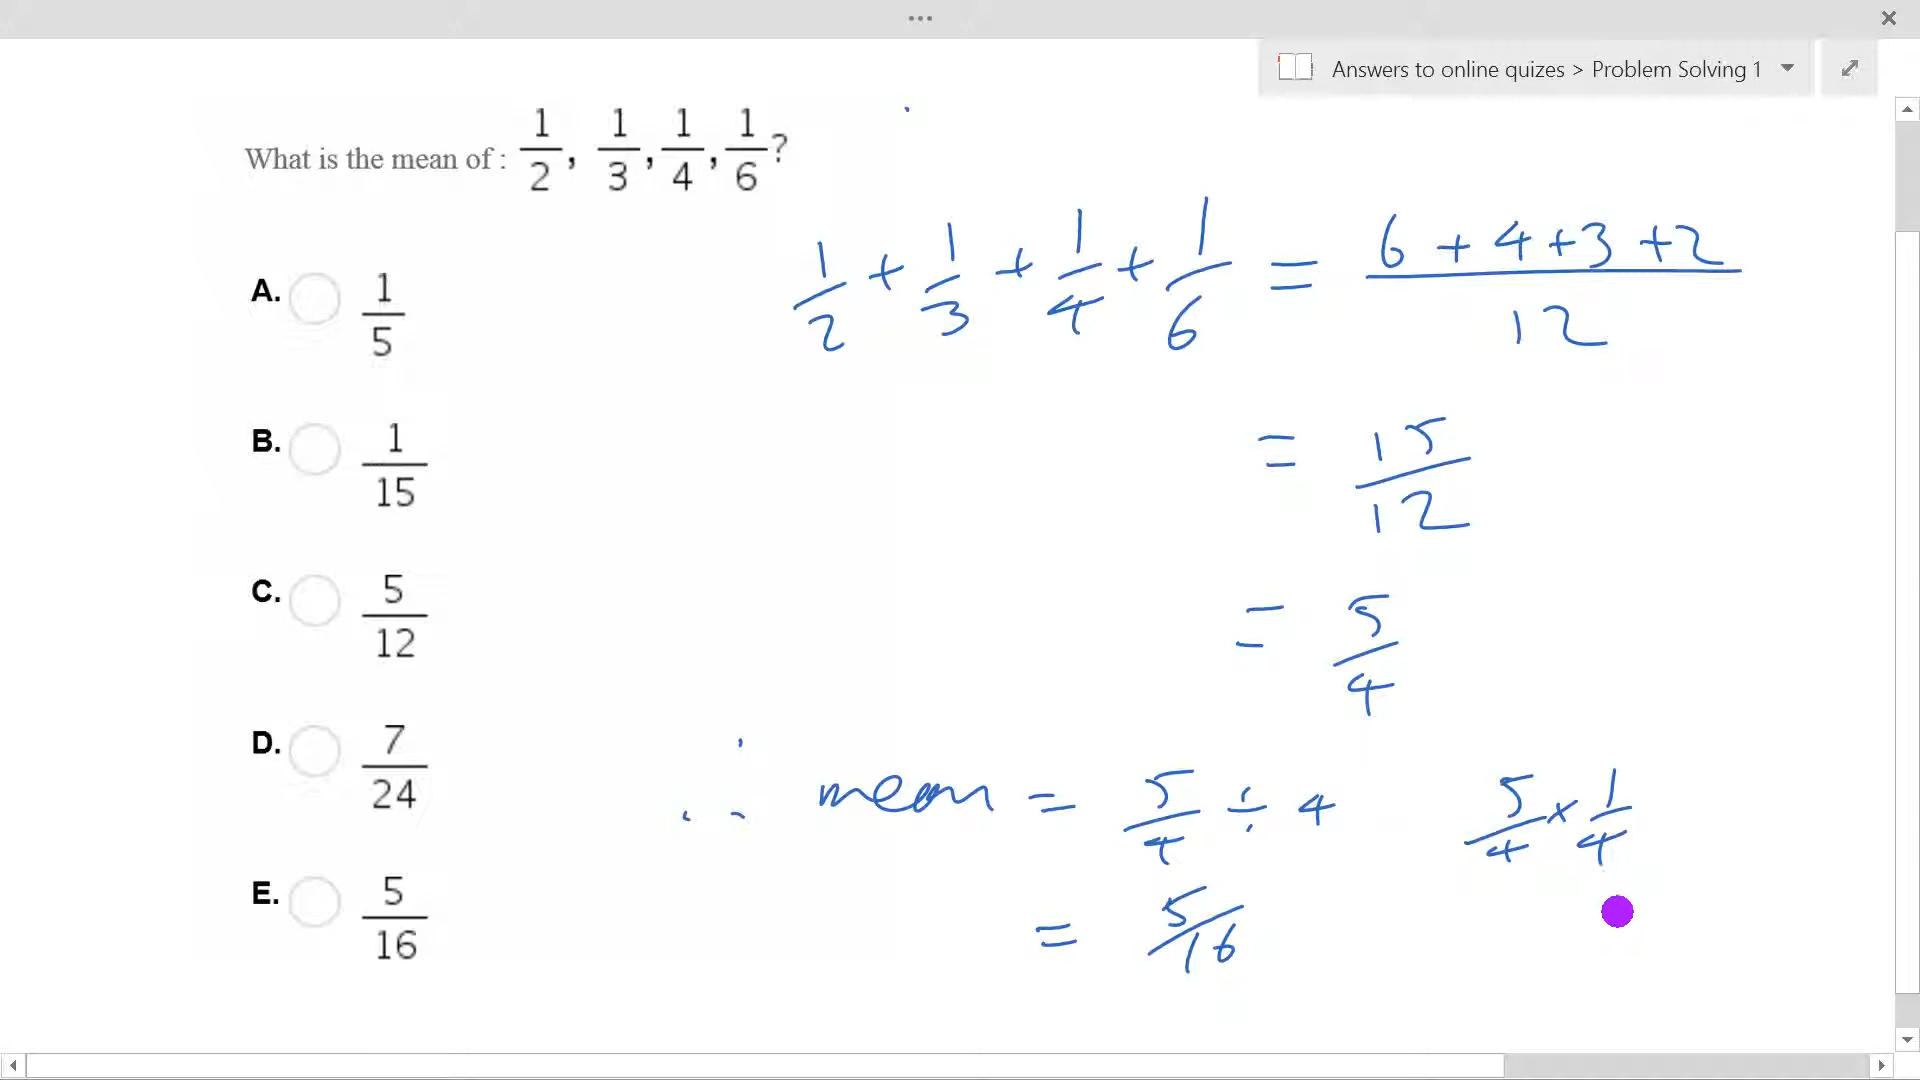 Answers to online quizes > Problem Solving 1
What is the mean of : 1/2, 1/3, 1/4, 1/6?
1/2 + 1/3 + 1/4 + 1/6 = (6 + 4 + 3 + 2)/12
A. 1/5
B. 1/15
= 15/12
C. 5/12
= 5/4
D. 7/24
∴ mean = 5/4 ÷ 4 5/4 × 1/4
E. 5/16
= 5/16